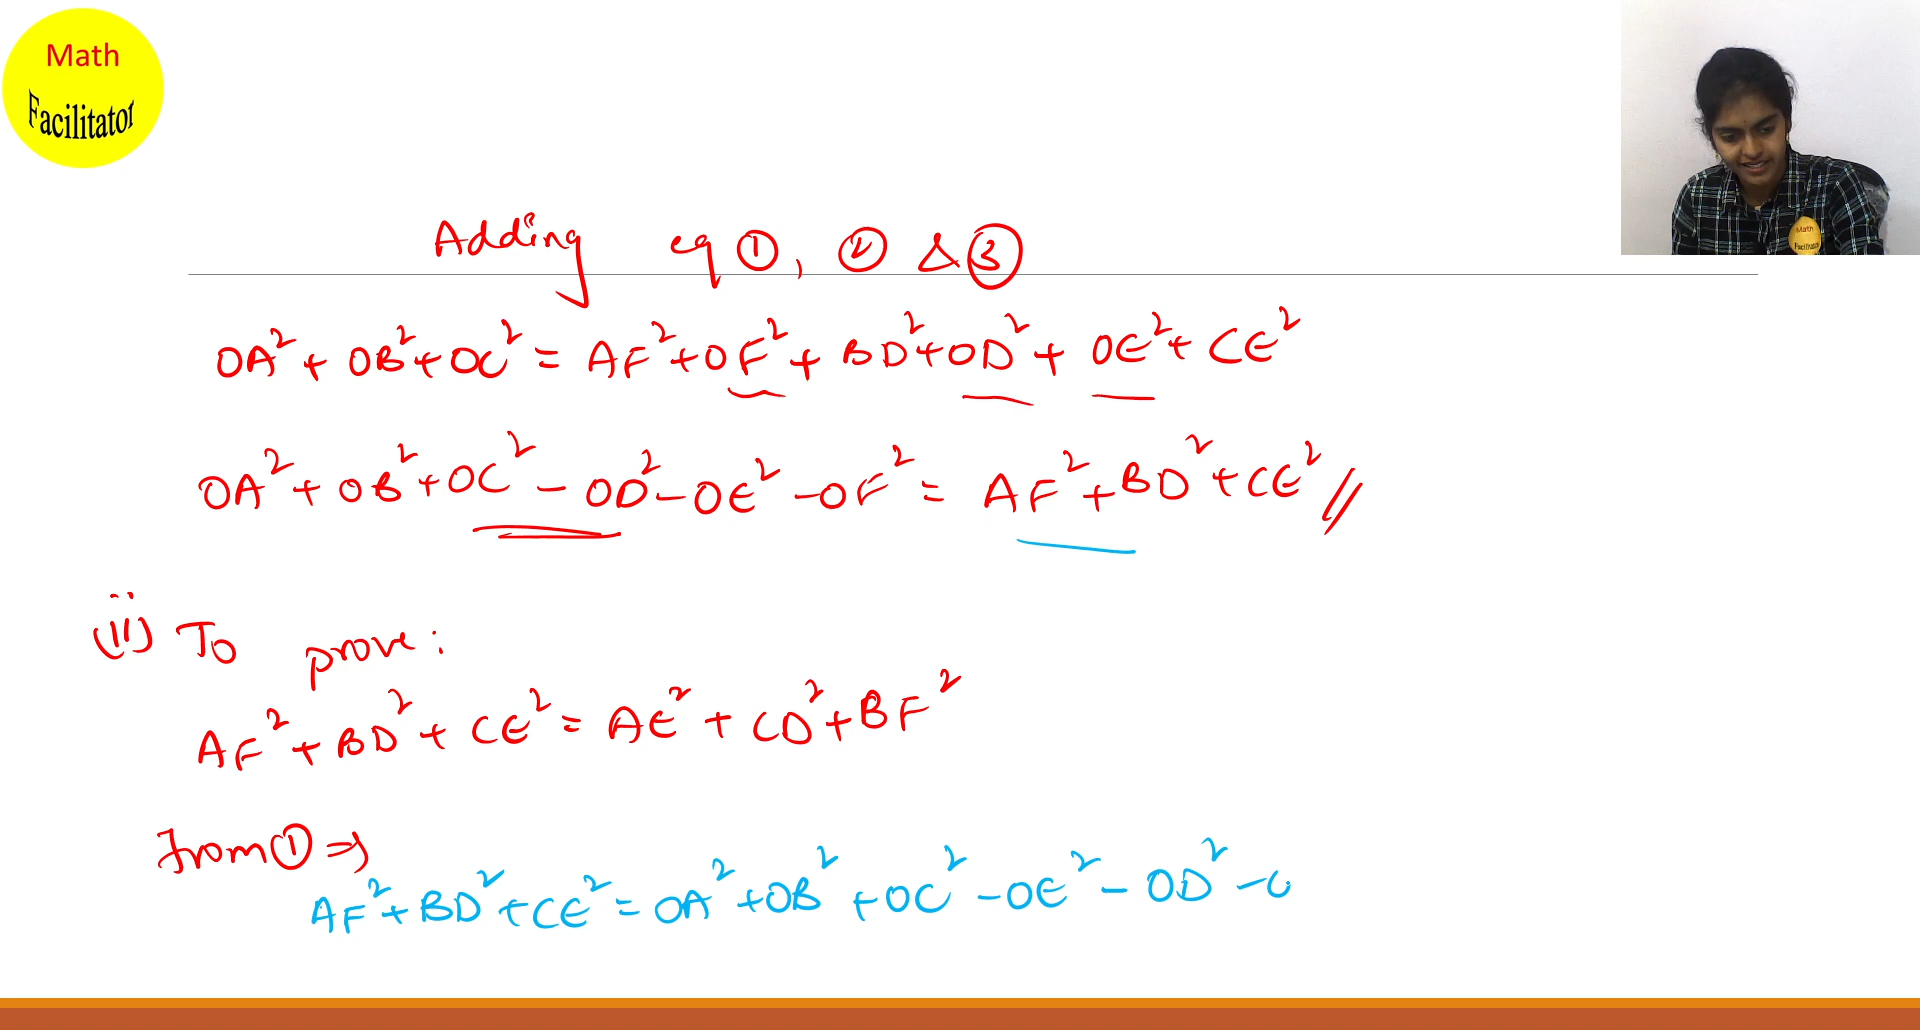 Math
Facilitator
Adding eq ①, ② & ③
OA² + OB² + OC² = AF² + OF² + BD² + OD² + OE² + CE²
OA² + OB² + OC² - OD² - OE² - OF² = AF² + BD² + CE² //
(ii) To prove:
AF² + BD² + CE² = AE² + CD² + BF²
From ① ⇒
AF² + BD² + CE² = OA² + OB² + OC² - OE² - OD² -
Math
Facilitator